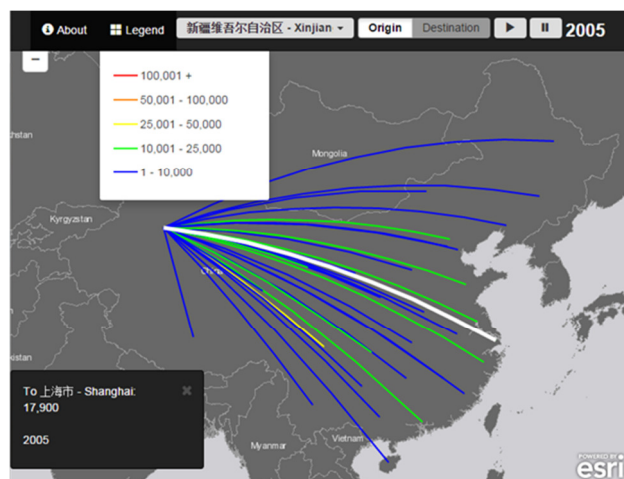 About
Legend
新疆维吾尔自治区 - Xinjian
Origin
Destination
2005
100,001 +
50,001 - 100,000
25,001 - 50,000
10,001 - 25,000
1 - 10,000
Mongolia
Kyrgyzstan
China
To 上海市 - Shanghai:
17,900
2005
Myanmar
Vietnam
POWERED BY
esri